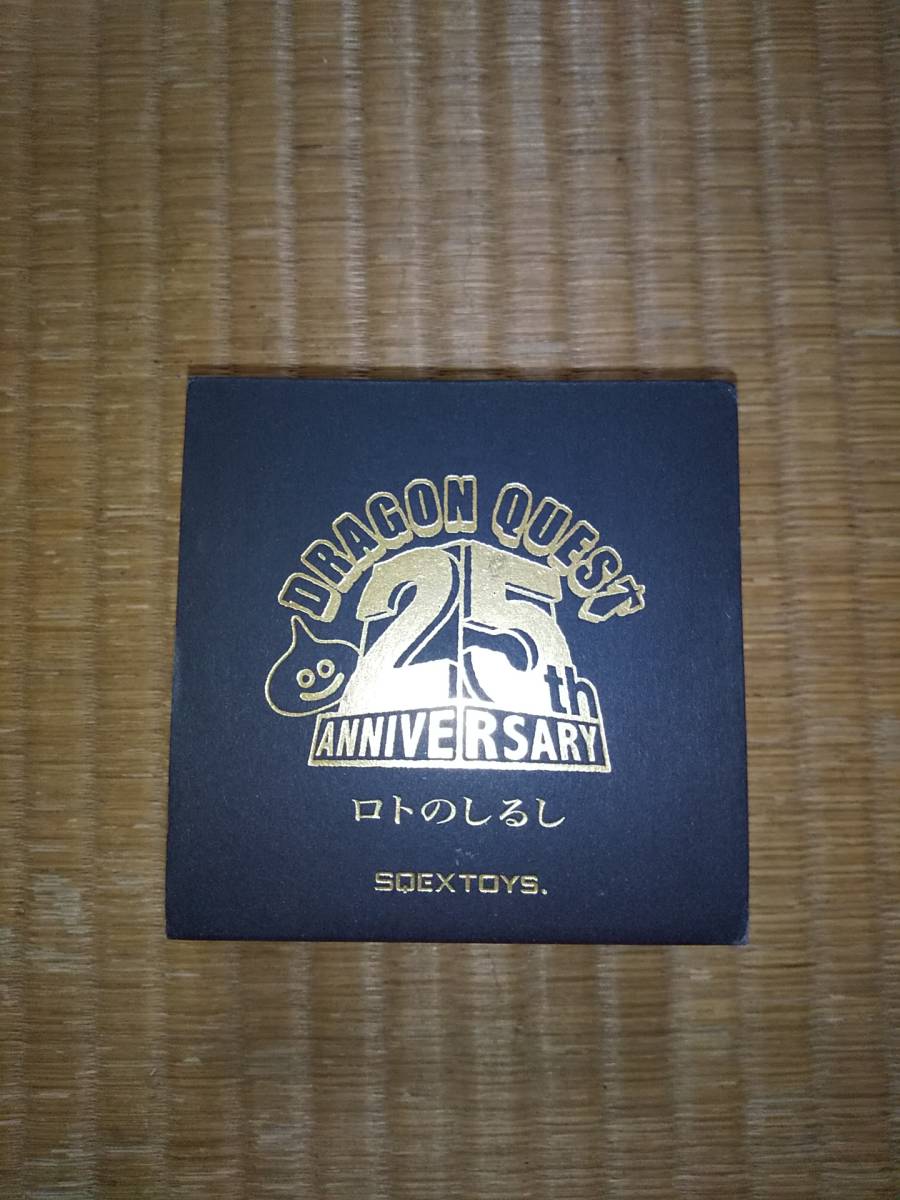 DRAGON QUEST
25th
ANNIVERSARY
ロトのしるし
SQEXTOYS.